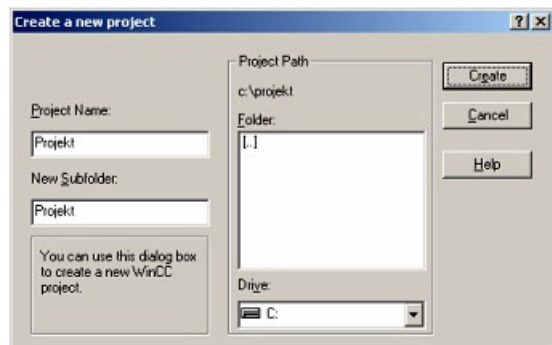 Create a new project
Project Name:
Projekt
New Subfolder:
Projekt
You can use this dialog box
to create a new WinCC
project.
Project Path
c:\projekt
Folder:
[..]
Drive:
C:
Create
Cancel
Help